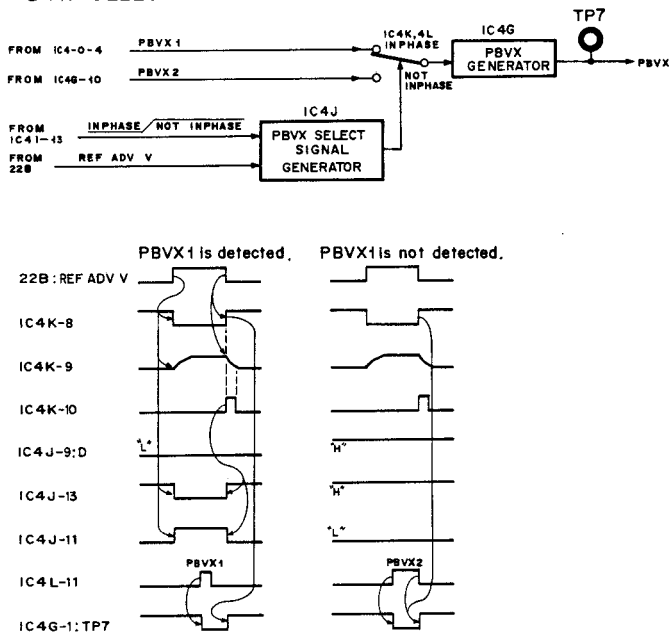 TP7
IC4K,4L
INPHASE
IC4G
FROM IC4-0-4
PBVX 1
PBVX
GENERATOR
PBVX
FROM IC4G-10
PBVX2
NOT
INPHASE
IC4J
FROM
IC41-13
INPHASE/NOT INPHASE
PBVX SELECT
SIGNAL
GENERATOR
FROM
22B
REF ADV V
PBVX1 is detected.
PBVX1 is not detected.
22B:REF ADV V
IC4K-8
IC4K-9
IC4K-10
IC4J-9:D
"L"
"H"
IC4J-13
"H"
IC4J-11
"L"
PBVX1
PBVX2
IC4L-11
IC4G-1:TP7